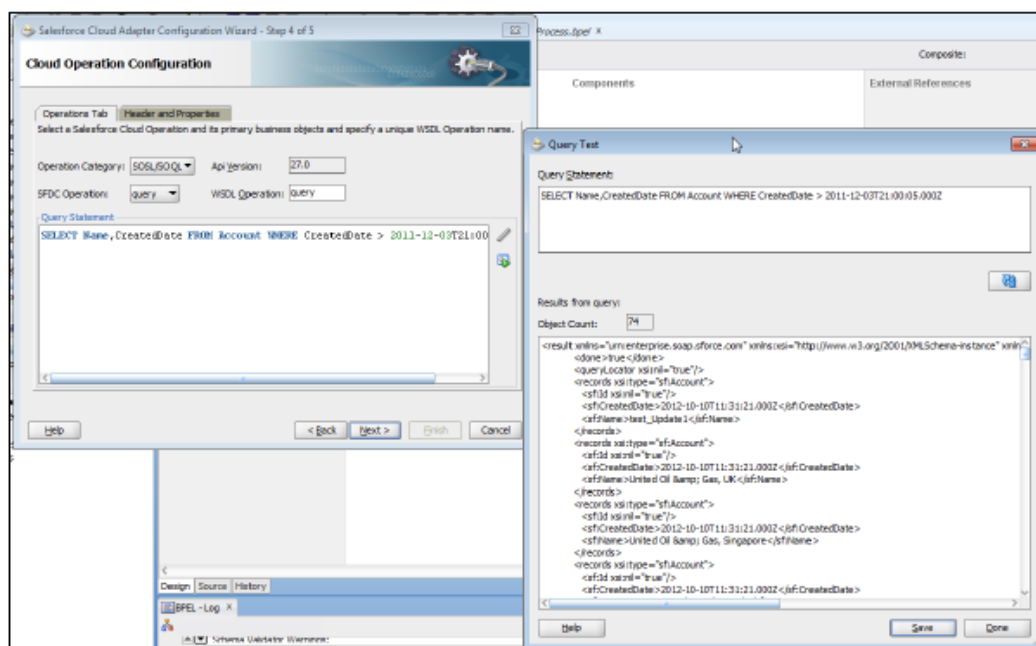 Salesforce Cloud Adapter Configuration Wizard - Step 4 of 5
Cloud Operation Configuration
Operations Tab
Header and Properties
Select a Salesforce Cloud Operation and its primary business objects and specify a unique WSDL Operation name.
Operation Category: SOSL/SOQL Api Version: 27.0
SFDC Operation: query WSDL Operation: query
Query Statement
SELECT Name,CreatedDate FROM Account WHERE CreatedDate > 2011-12-03T21:00
Help
< Back
Next >
Finish
Cancel
Process.bpel
Composite:
Components
External References
Query Test
Query Statement:
SELECT Name,CreatedDate FROM Account WHERE CreatedDate > 2011-12-03T21:00:05.000Z
Results from query:
Object Count: 74
<result xmlns="urn:enterprise.soap.sforce.com" xmlns:xsi="http://www.w3.org/2001/XMLSchema-instance" xmln
<done>true</done>
<queryLocator xsi:nil="true"/>
<records xsi:type="sf:Account">
<sf:Id xsi:nil="true"/>
<sf:CreatedDate>2012-10-10T11:31:21.000Z</sf:CreatedDate>
<sf:Name>test_Update1</sf:Name>
</records>
<records xsi:type="sf:Account">
<sf:Id xsi:nil="true"/>
<sf:CreatedDate>2012-10-10T11:31:21.000Z</sf:CreatedDate>
<sf:Name>United Oil &amp; Gas, UK</sf:Name>
</records>
<records xsi:type="sf:Account">
<sf:Id xsi:nil="true"/>
<sf:CreatedDate>2012-10-10T11:31:21.000Z</sf:CreatedDate>
<sf:Name>United Oil &amp; Gas, Singapore</sf:Name>
</records>
<records xsi:type="sf:Account">
<sf:Id xsi:nil="true"/>
<sf:CreatedDate>2012-10-10T11:31:21.000Z</sf:CreatedDate>
Help
Save
Done
Design Source History
BPEL - Log
Schema Validator Warnings: